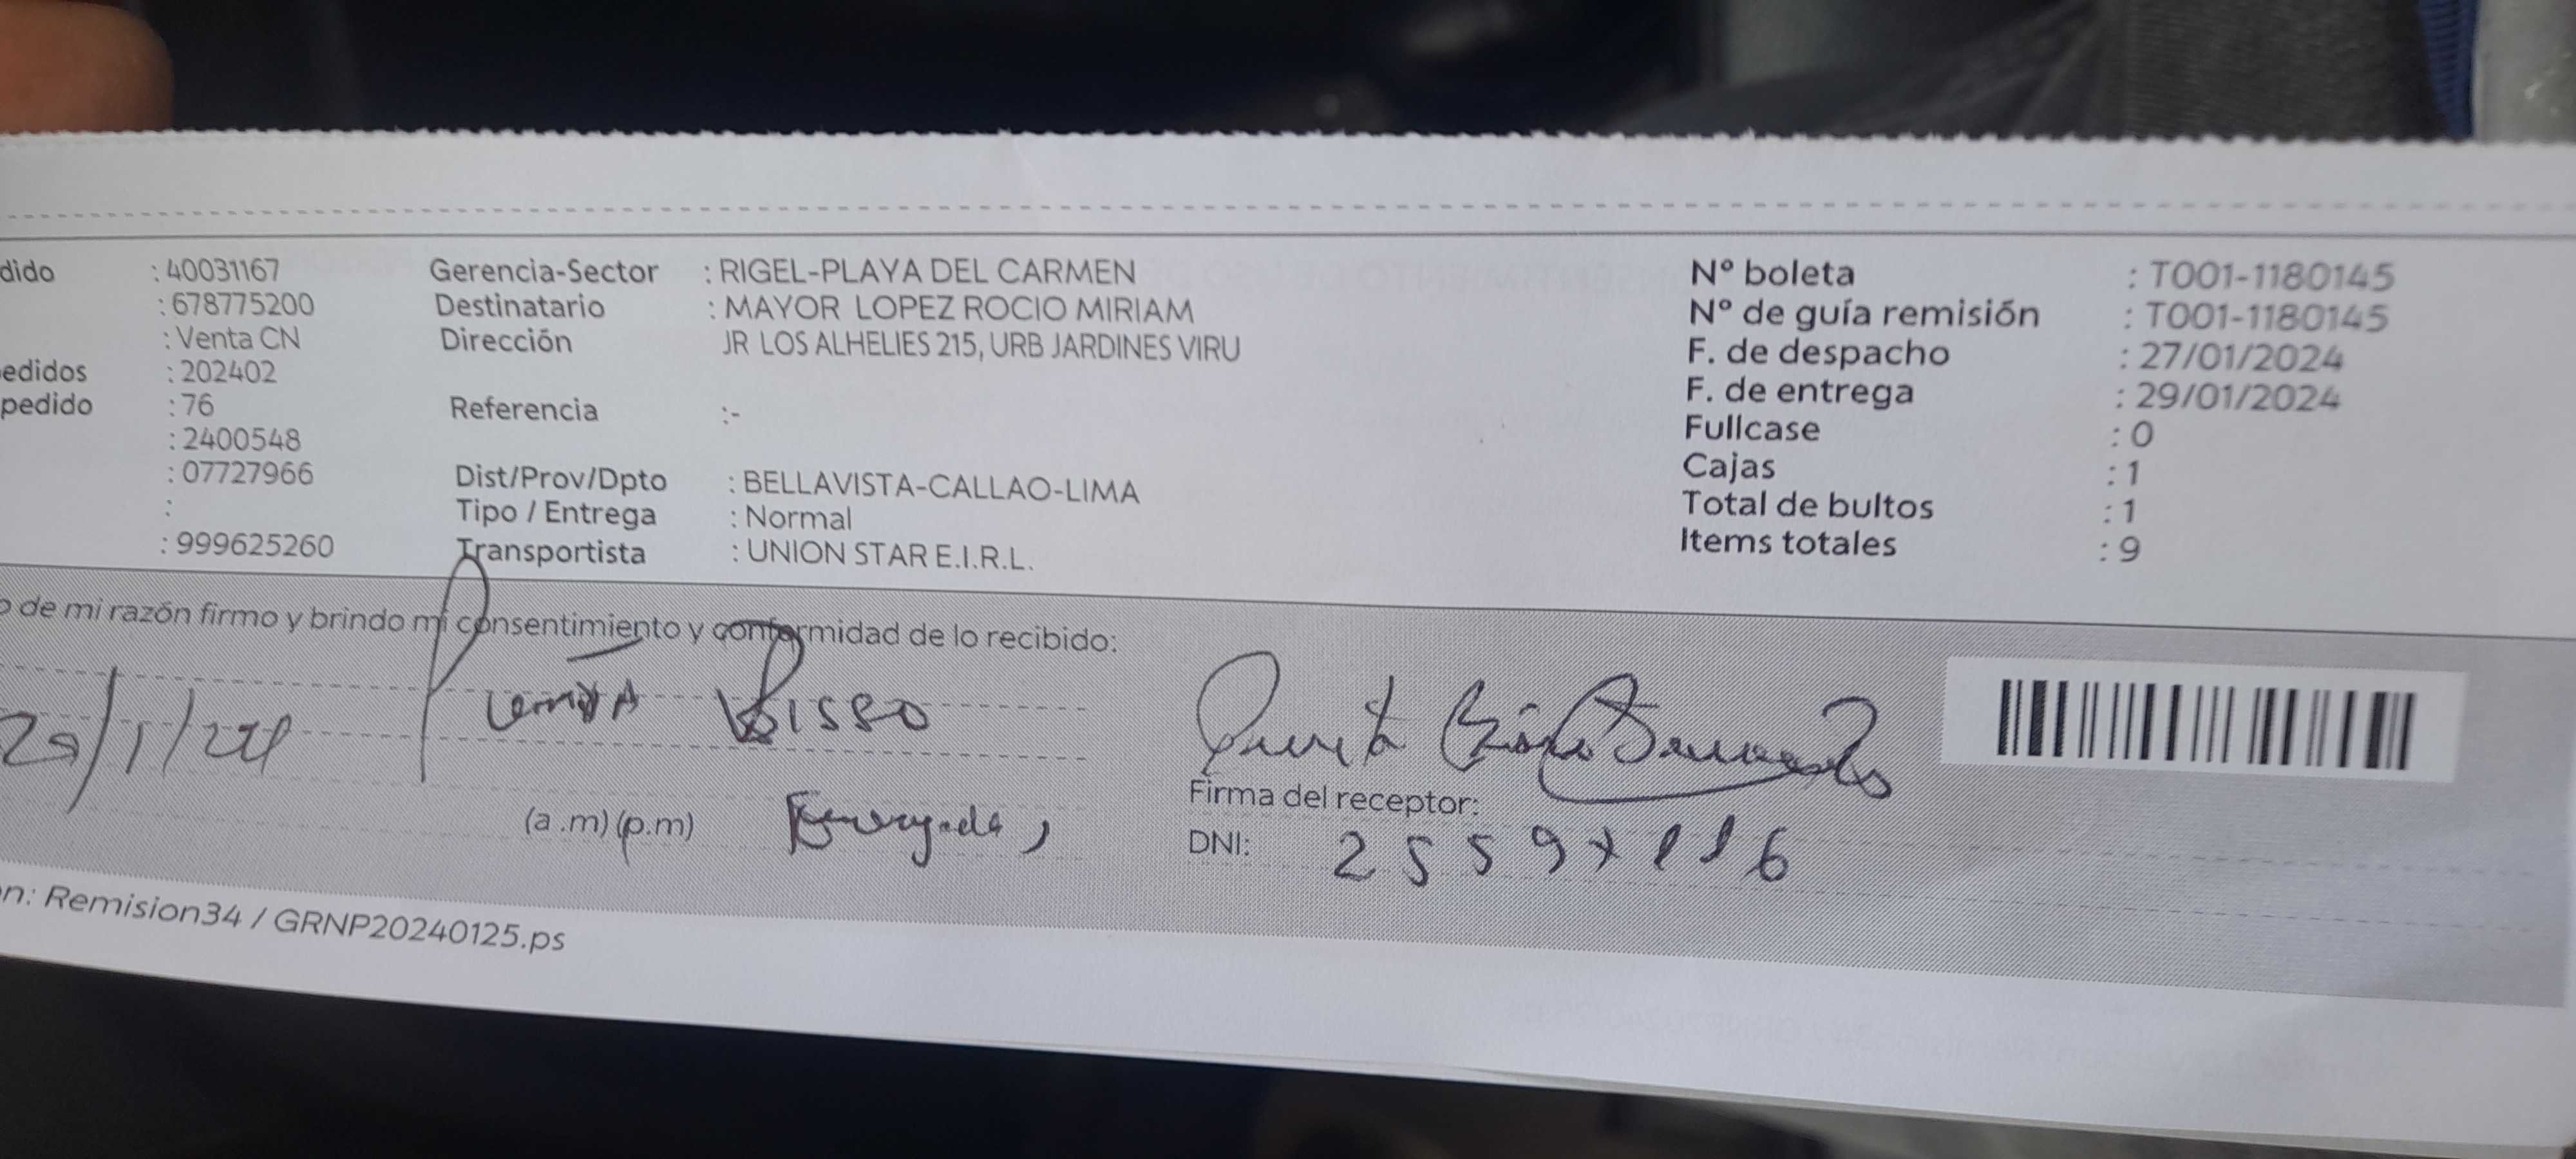 dido : 40031167 Gerencia-Sector : RIGEL-PLAYA DEL CARMEN Nº boleta : T001-1180145
: 678775200 Destinatario : MAYOR LOPEZ ROCIO MIRIAM Nº de guía remisión : T001-1180145
: Venta CN Dirección JR LOS ALHELIES 215, URB JARDINES VIRU F. de despacho : 27/01/2024
edidos : 202402 F. de entrega : 29/01/2024
pedido : 76 Referencia :- Fullcase : 0
: 2400548 Cajas : 1
: 07727966 Dist/Prov/Dpto : BELLAVISTA-CALLAO-LIMA Total de bultos : 1
: Tipo / Entrega : Normal Items totales : 9
: 999625260 Transportista : UNION STAR E.I.R.L.
o de mi razón firmo y brindo mi consentimiento y conformidad de lo recibido:
Firma del receptor:
(a.m) (p.m) DNI: 25597116
n: Remision34 / GRNP20240125.ps